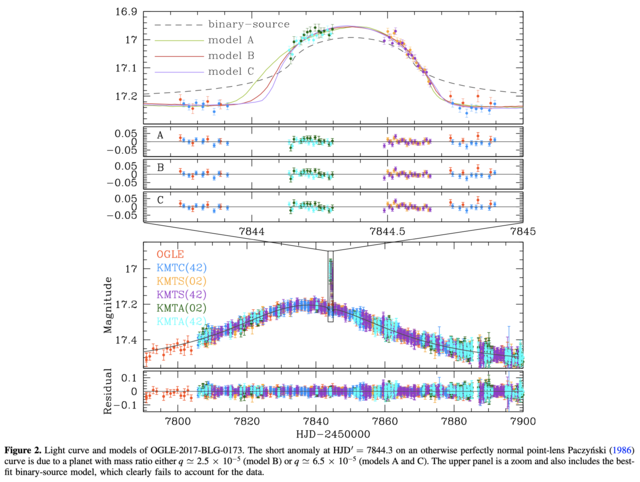 16.9
binary-source
17
model A
model B
17.1
model C
17.2
0.05
A
0
−0.05
0.05
B
0
−0.05
0.05
C
0
−0.05
7844
7844.5
7845
OGLE
17
KMTC(42)
KMTS(02)
KMTS(42)
17.2
KMTA(02)
KMTA(42)
17.4
Magnitude
0.1
0
−0.1
Residual
7800
7820
7840
7860
7880
7900
HJD−2450000
Figure 2. Light curve and models of OGLE-2017-BLG-0173. The short anomaly at HJD′ = 7844.3 on an otherwise perfectly normal point-lens Paczyński (1986)
curve is due to a planet with mass ratio either q ≃ 2.5 × 10⁻⁵ (model B) or q ≃ 6.5 × 10⁻⁵ (models A and C). The upper panel is a zoom and also includes the best-
fit binary-source model, which clearly fails to account for the data.